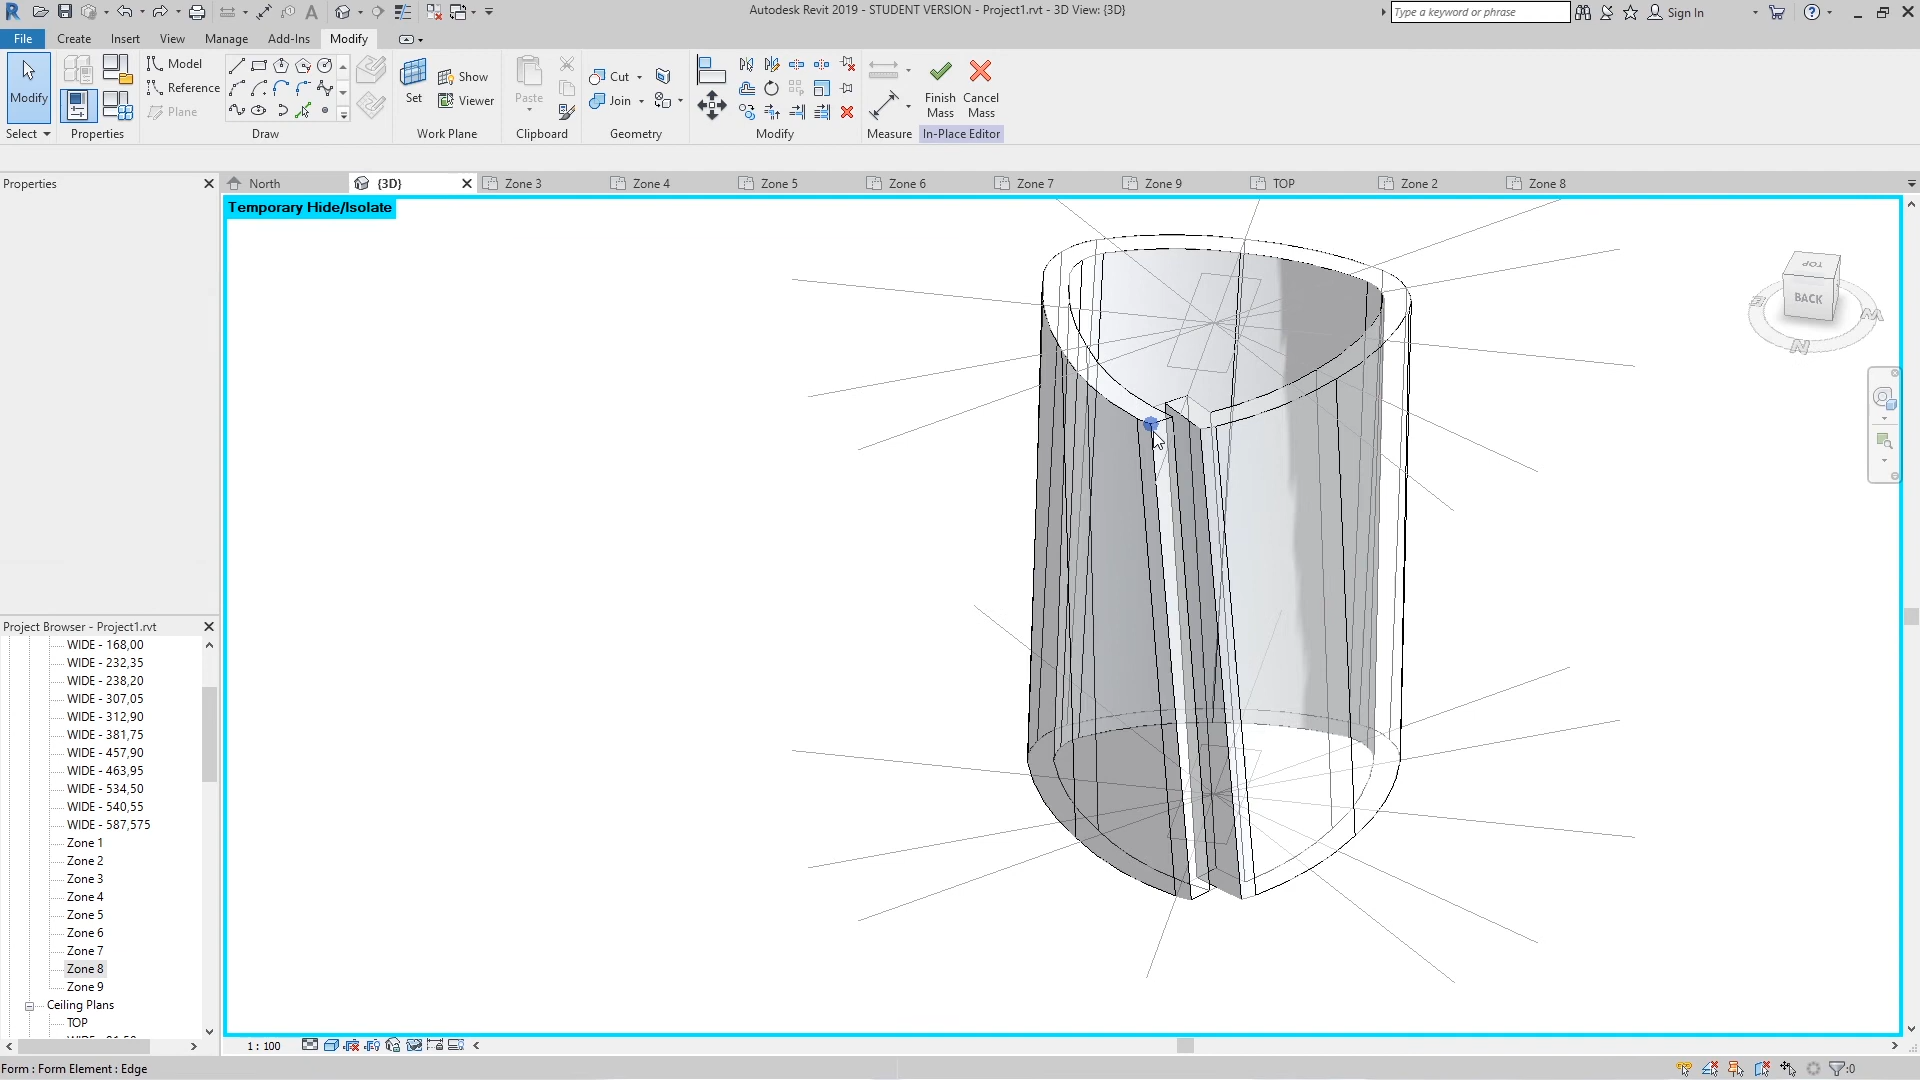 Autodesk Revit 2019 - STUDENT VERSION - Project1.rvt - 3D View: {3D}
Type a keyword or phrase
Sign In
File
Create
Insert
View
Manage
Add-Ins
Modify
Modify
Select
Properties
Model
Reference
Plane
Draw
Set
Show
Viewer
Work Plane
Paste
Clipboard
Cut
Join
Geometry
Modify
Measure
Finish
Mass
Cancel
Mass
In-Place Editor
Properties
North
{3D}
Zone 3
Zone 4
Zone 5
Zone 6
Zone 7
Zone 9
TOP
Zone 2
Zone 8
Temporary Hide/Isolate
TOP
BACK
N
Project Browser - Project1.rvt
WIDE - 168,00
WIDE - 232,35
WIDE - 238,20
WIDE - 307,05
WIDE - 312,90
WIDE - 381,75
WIDE - 457,90
WIDE - 463,95
WIDE - 534,50
WIDE - 540,55
WIDE - 587,575
Zone 1
Zone 2
Zone 3
Zone 4
Zone 5
Zone 6
Zone 7
Zone 8
Zone 9
Ceiling Plans
TOP
1 : 100
Form : Form Element : Edge
:0